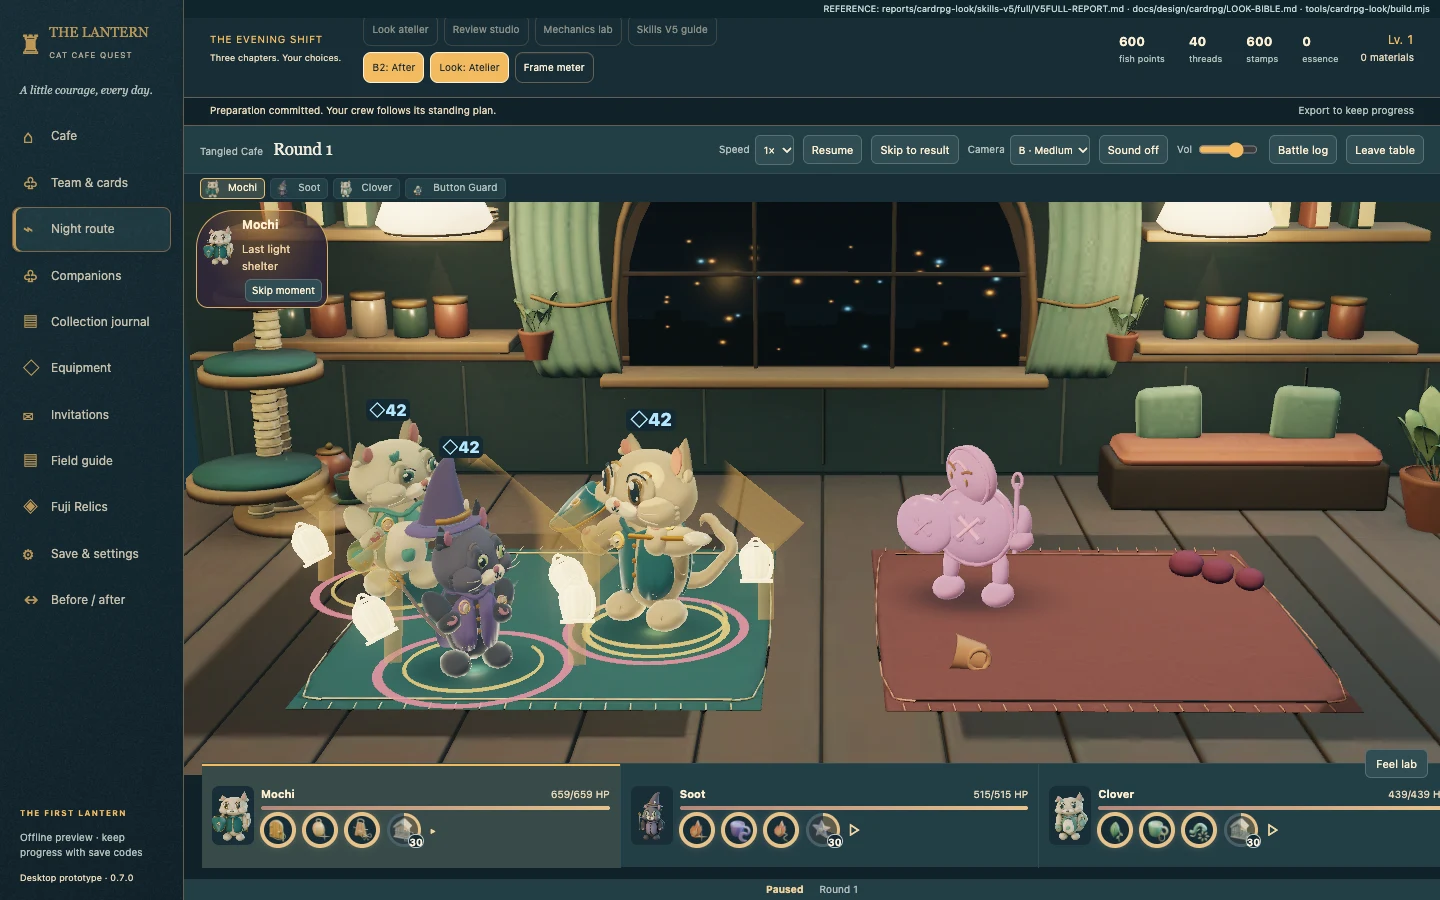 REFERENCE: reports/cardrpg-look/skills-v5/full/V5FULL-REPORT.md · docs/design/cardrpg/LOOK-BIBLE.md · tools/cardrpg-look/build.mjs
THE LANTERN
CAT CAFE QUEST
A little courage, every day.
Cafe
Team & cards
Night route
Companions
Collection journal
Equipment
Invitations
Field guide
Fuji Relics
Save & settings
Before / after
THE FIRST LANTERN
Offline preview · keep
progress with save codes
Desktop prototype · 0.7.0
THE EVENING SHIFT
Three chapters. Your choices.
Look atelier
Review studio
Mechanics lab
Skills V5 guide
B2: After
Look: Atelier
Frame meter
600
fish points
40
threads
600
stamps
0
essence
Lv. 1
0 materials
Preparation committed. Your crew follows its standing plan.
Export to keep progress
Tangled Cafe
Round 1
Speed
1×
Resume
Skip to result
Camera
B · Medium
Sound off
Vol
Battle log
Leave table
Mochi
Soot
Clover
Button Guard
Mochi
Last light
shelter
Skip moment
42
42
42
Feel lab
Mochi
659/659 HP
30
Soot
515/515 HP
30
Clover
439/439 H
30
Paused
Round 1